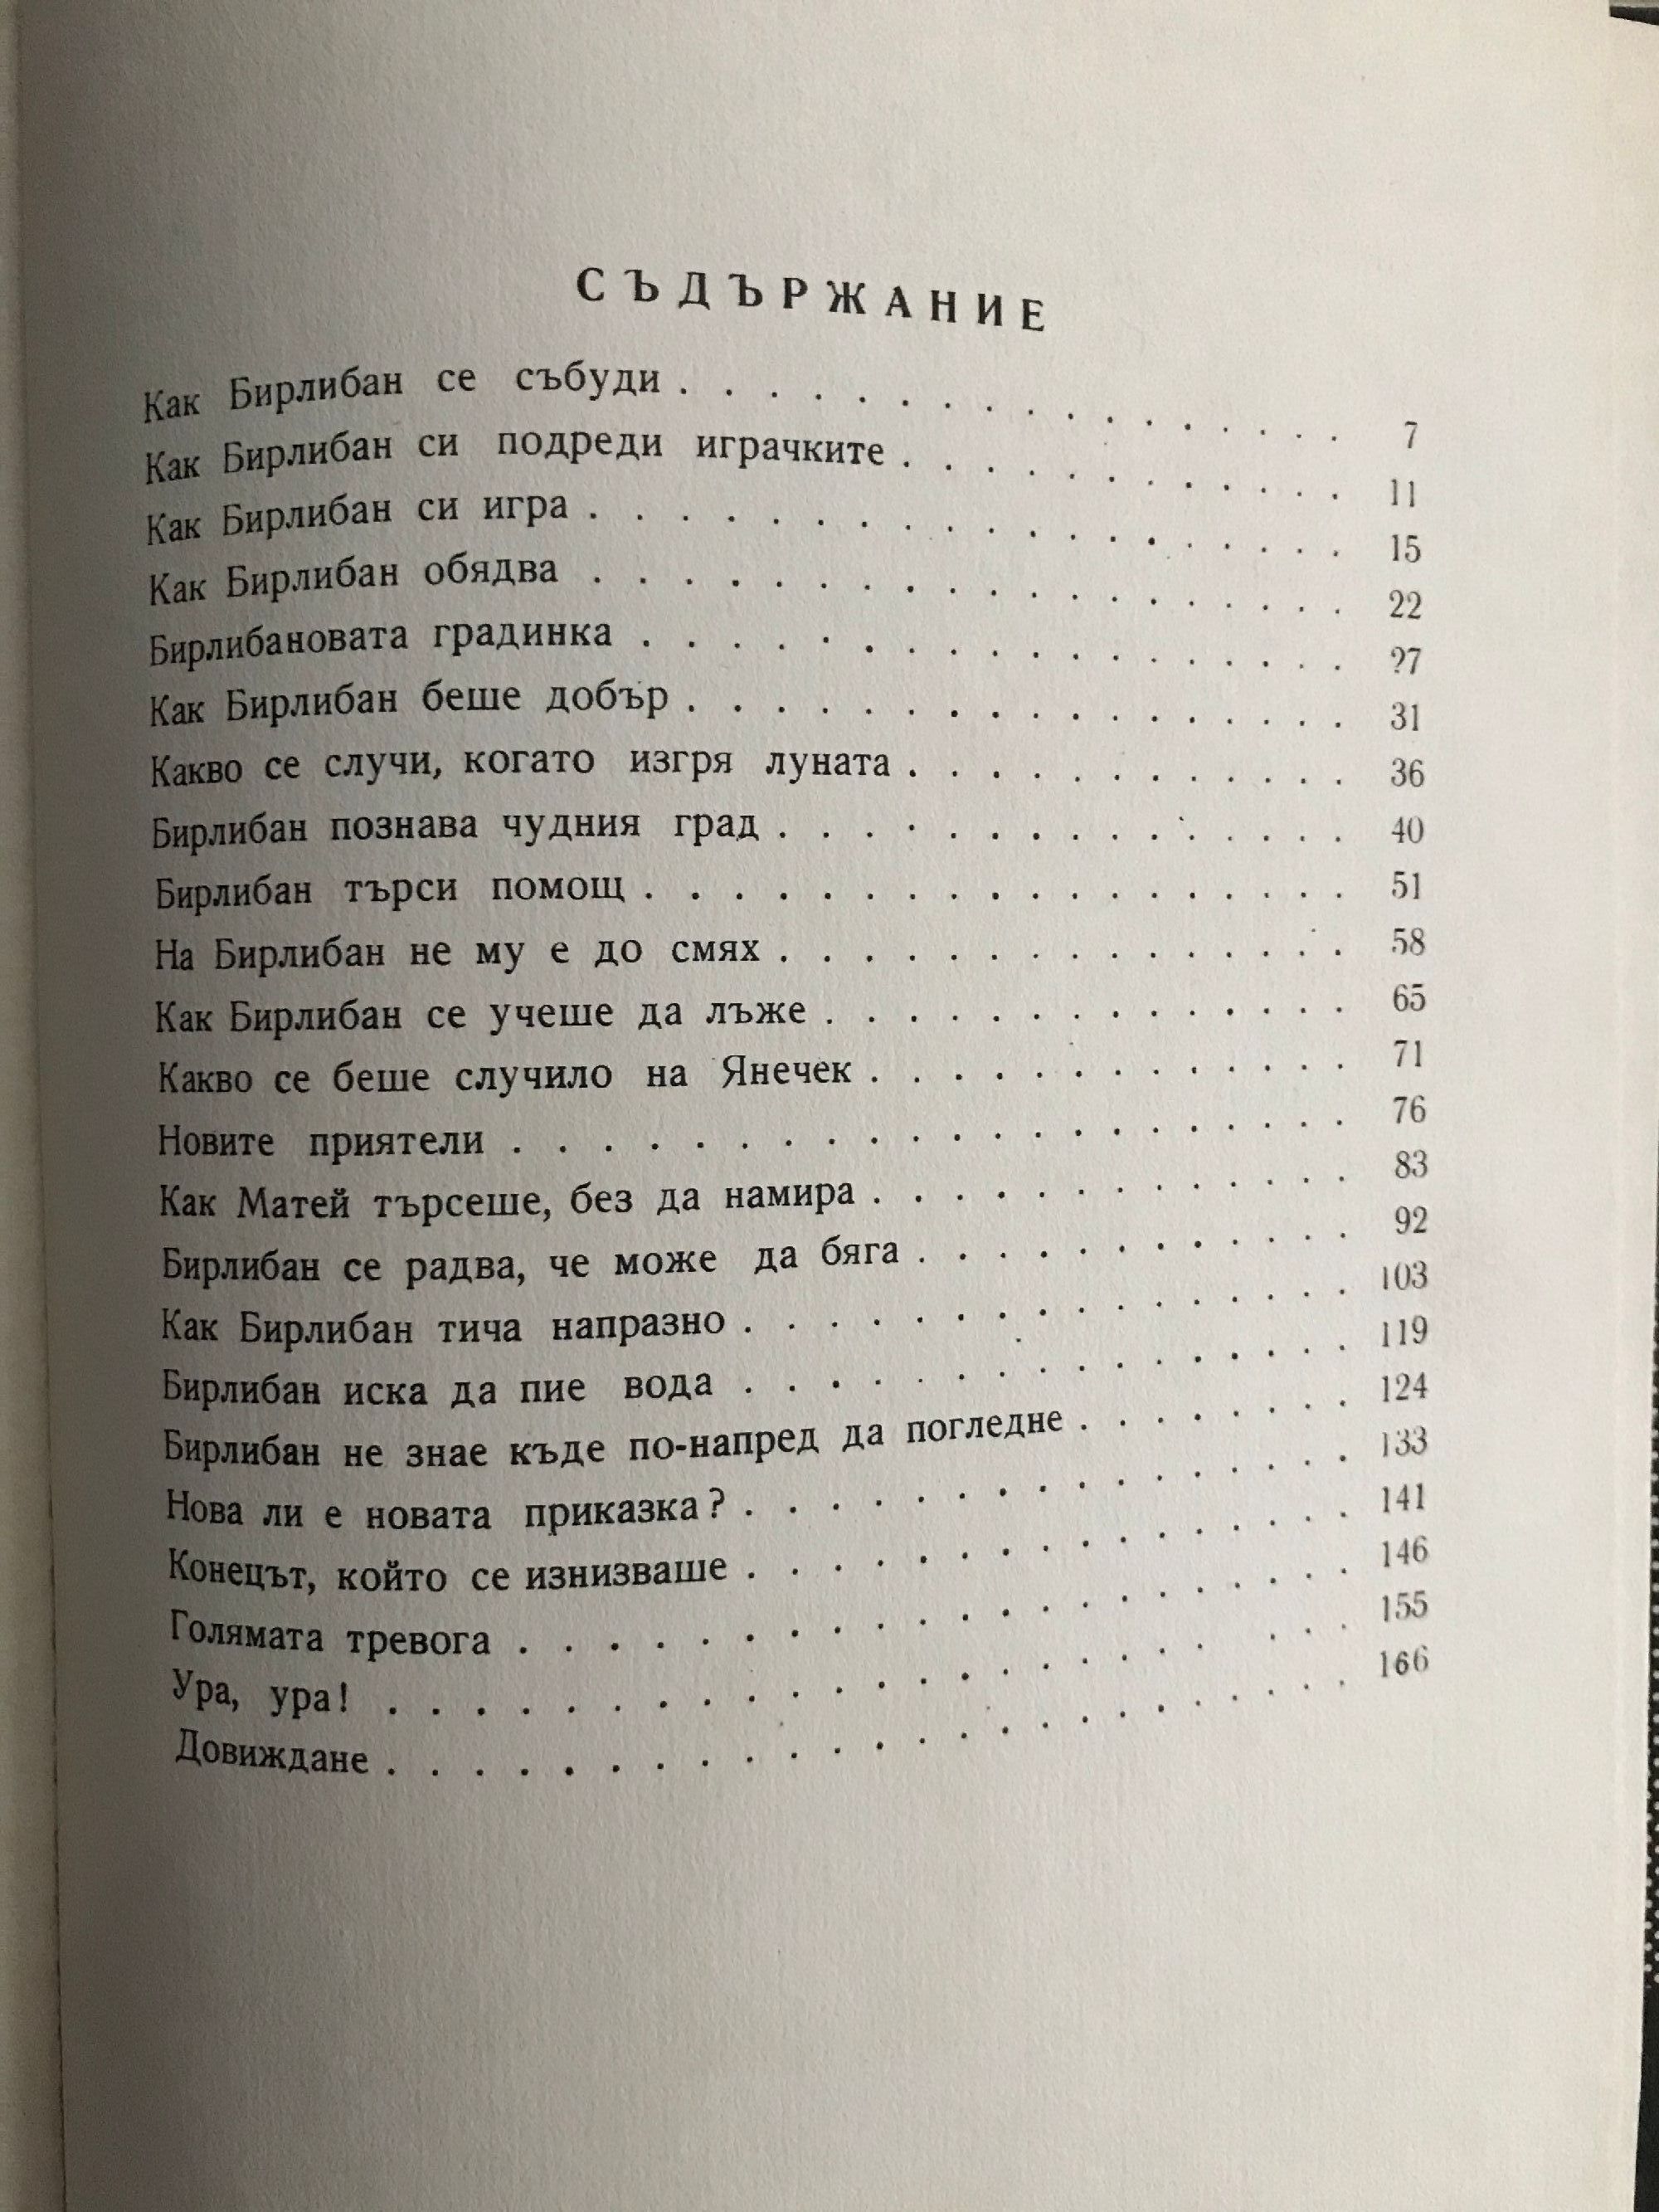 СЪДЪРЖАНИЕ
Как Бирлибан се събуди . . . . . . . . . . . . . . . . 7
Как Бирлибан си подреди играчките . . . . . . . . . . . 11
Как Бирлибан си игра . . . . . . . . . . . . . . . . . . 15
Как Бирлибан обядва . . . . . . . . . . . . . . . . . . 22
Бирлибановата градинка . . . . . . . . . . . . . . . . . 27
Как Бирлибан беше добър . . . . . . . . . . . . . . . . 31
Какво се случи, когато изгря луната . . . . . . . . . . . 36
Бирлибан познава чудния град . . . . . . . . . . . . . . 40
Бирлибан търси помощ . . . . . . . . . . . . . . . . . 51
На Бирлибан не му е до смях . . . . . . . . . . . . . . 58
Как Бирлибан се учеше да лъже . . . . . . . . . . . . . 65
Какво се беше случило на Янечек . . . . . . . . . . . . 71
Новите приятели . . . . . . . . . . . . . . . . . . . . 76
Как Матей търсеше, без да намира . . . . . . . . . . . . 83
Бирлибан се радва, че може да бяга . . . . . . . . . . . 92
Как Бирлибан тича напразно . . . . . . . . . . . . . . . 103
Бирлибан иска да пие вода . . . . . . . . . . . . . . . 119
Бирлибан не знае къде по-напред да погледне . . . . . . . 124
Нова ли е новата приказка? . . . . . . . . . . . . . . . 133
Конецът, който се изнизваше . . . . . . . . . . . . . . 141
Голямата тревога . . . . . . . . . . . . . . . . . . . . 146
Ура, ура! . . . . . . . . . . . . . . . . . . . . . . . 155
Довиждане . . . . . . . . . . . . . . . . . . . . . . . 166